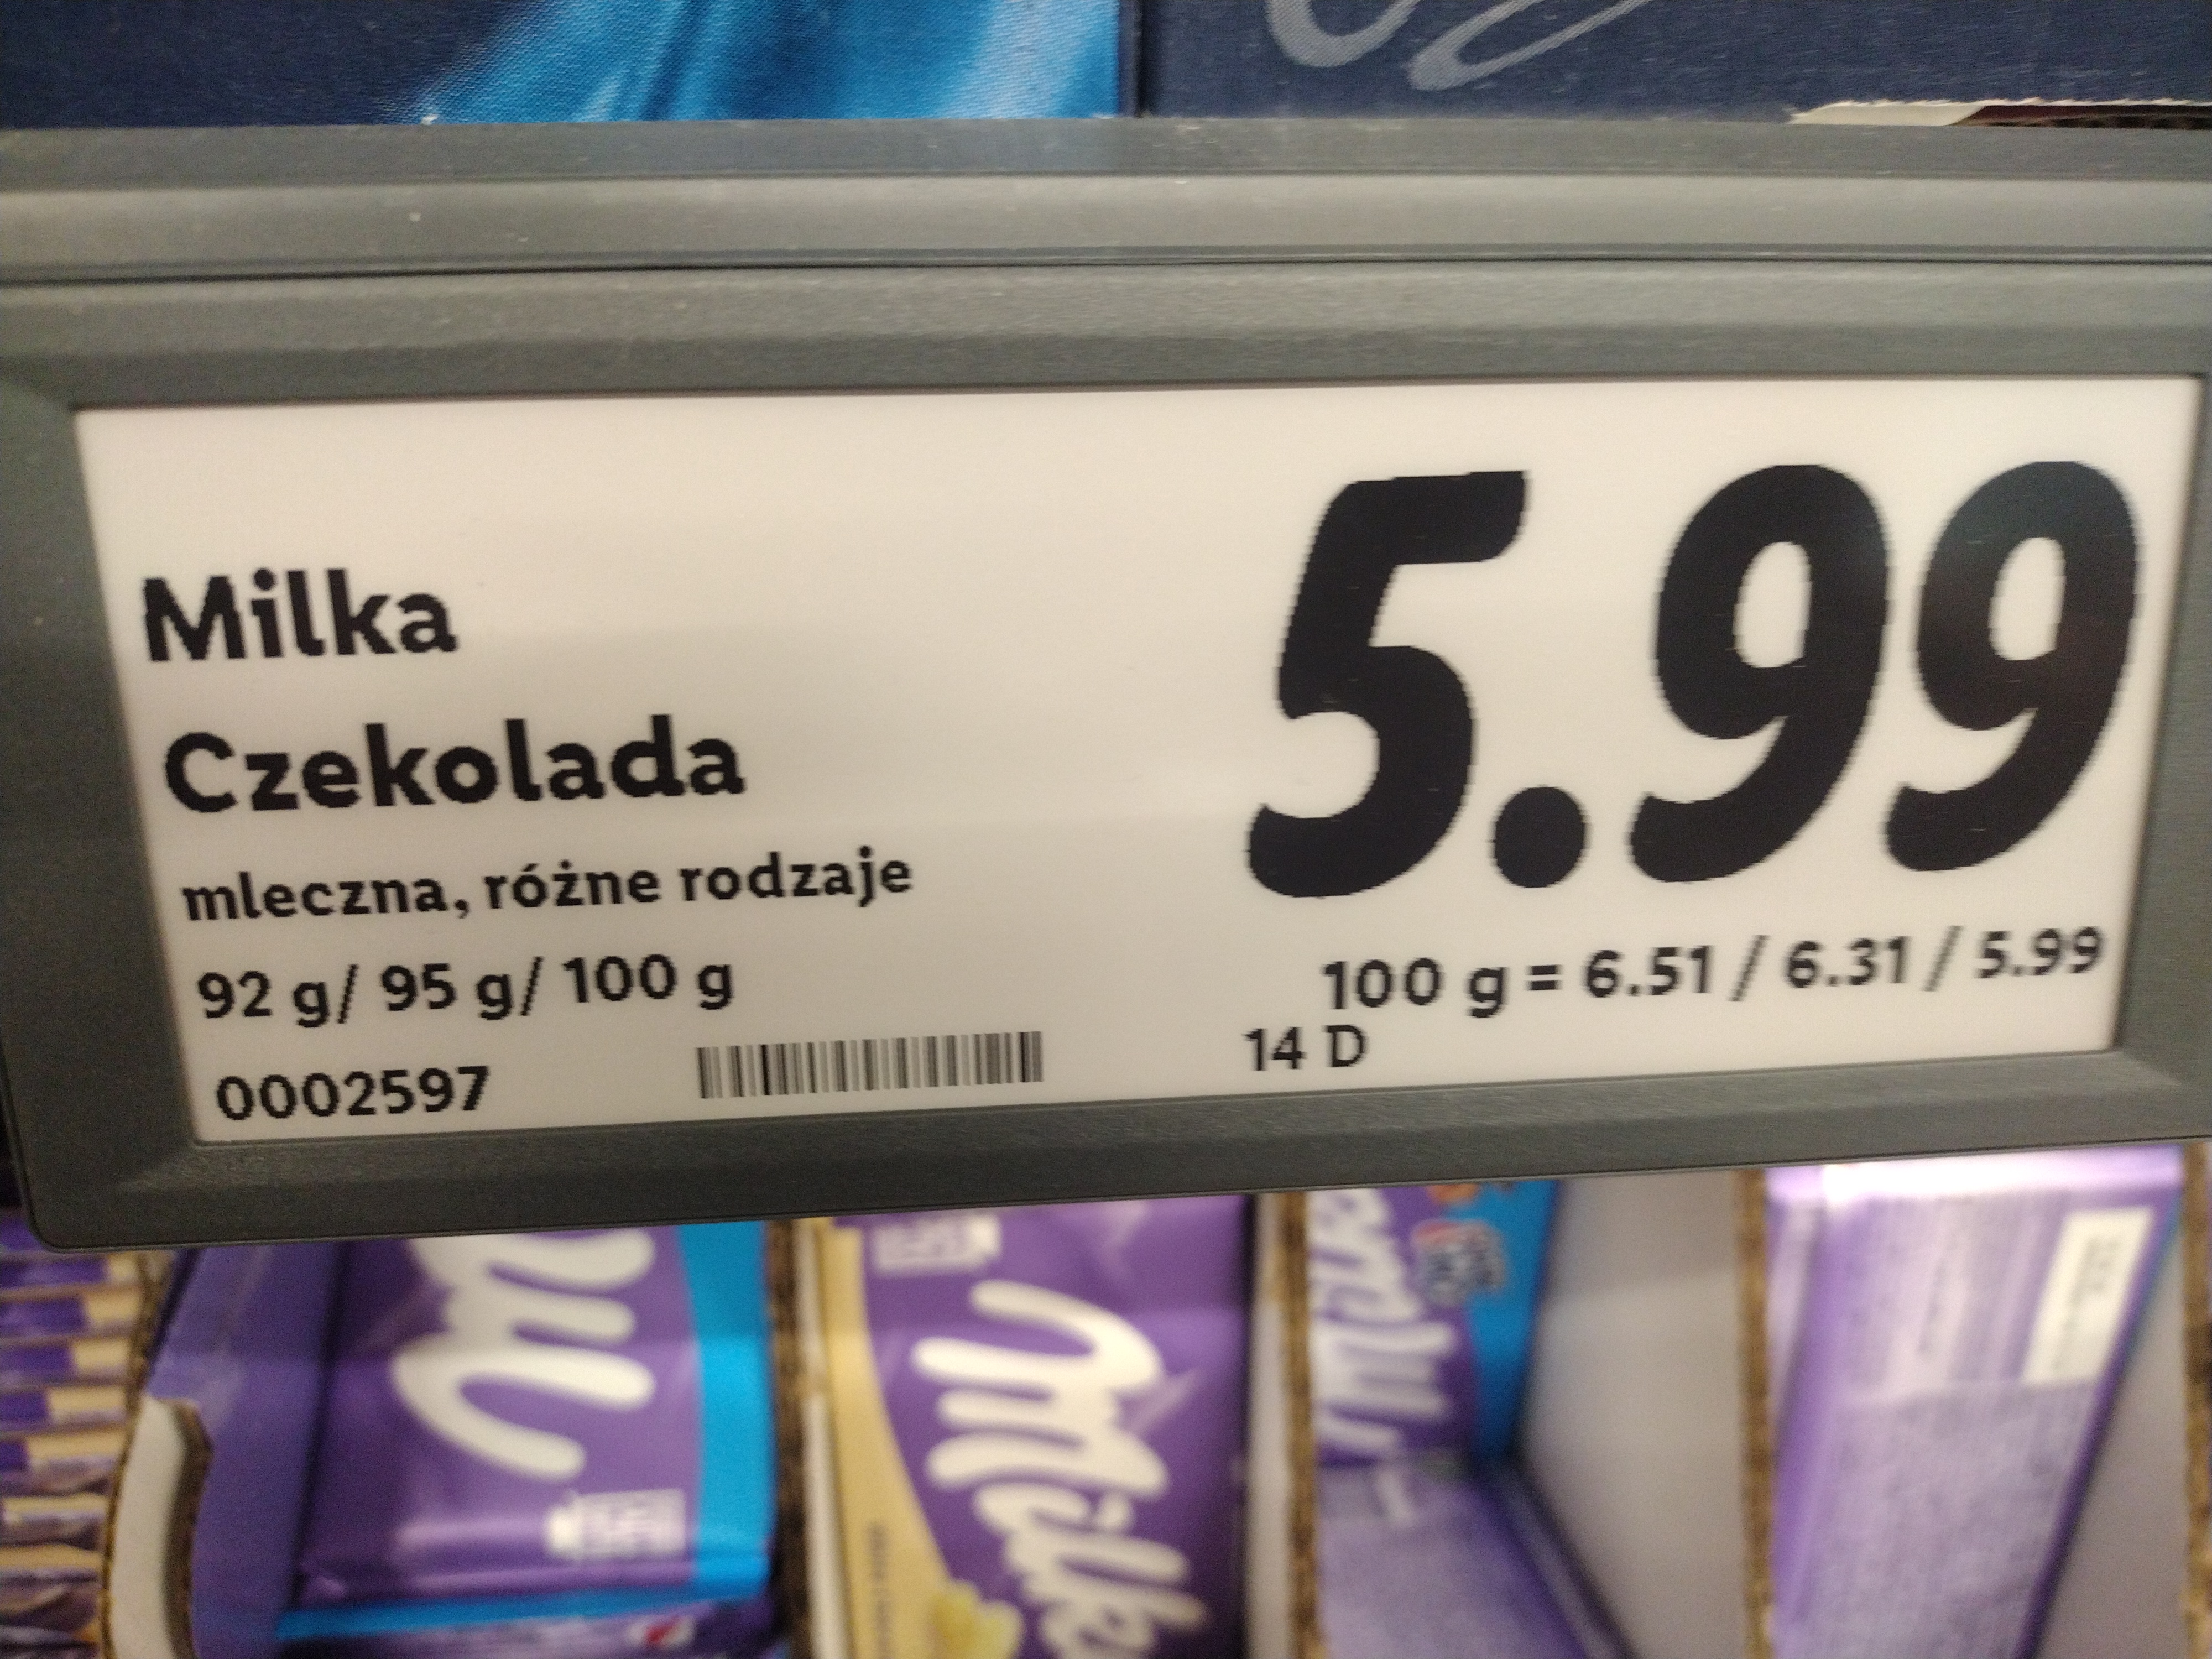 Milka
Czekolada
mleczna, różne rodzaje
92 g/ 95 g/ 100 g
0002597
5.99
100 g = 6.51 / 6.31 / 5.99
14 D
Milka